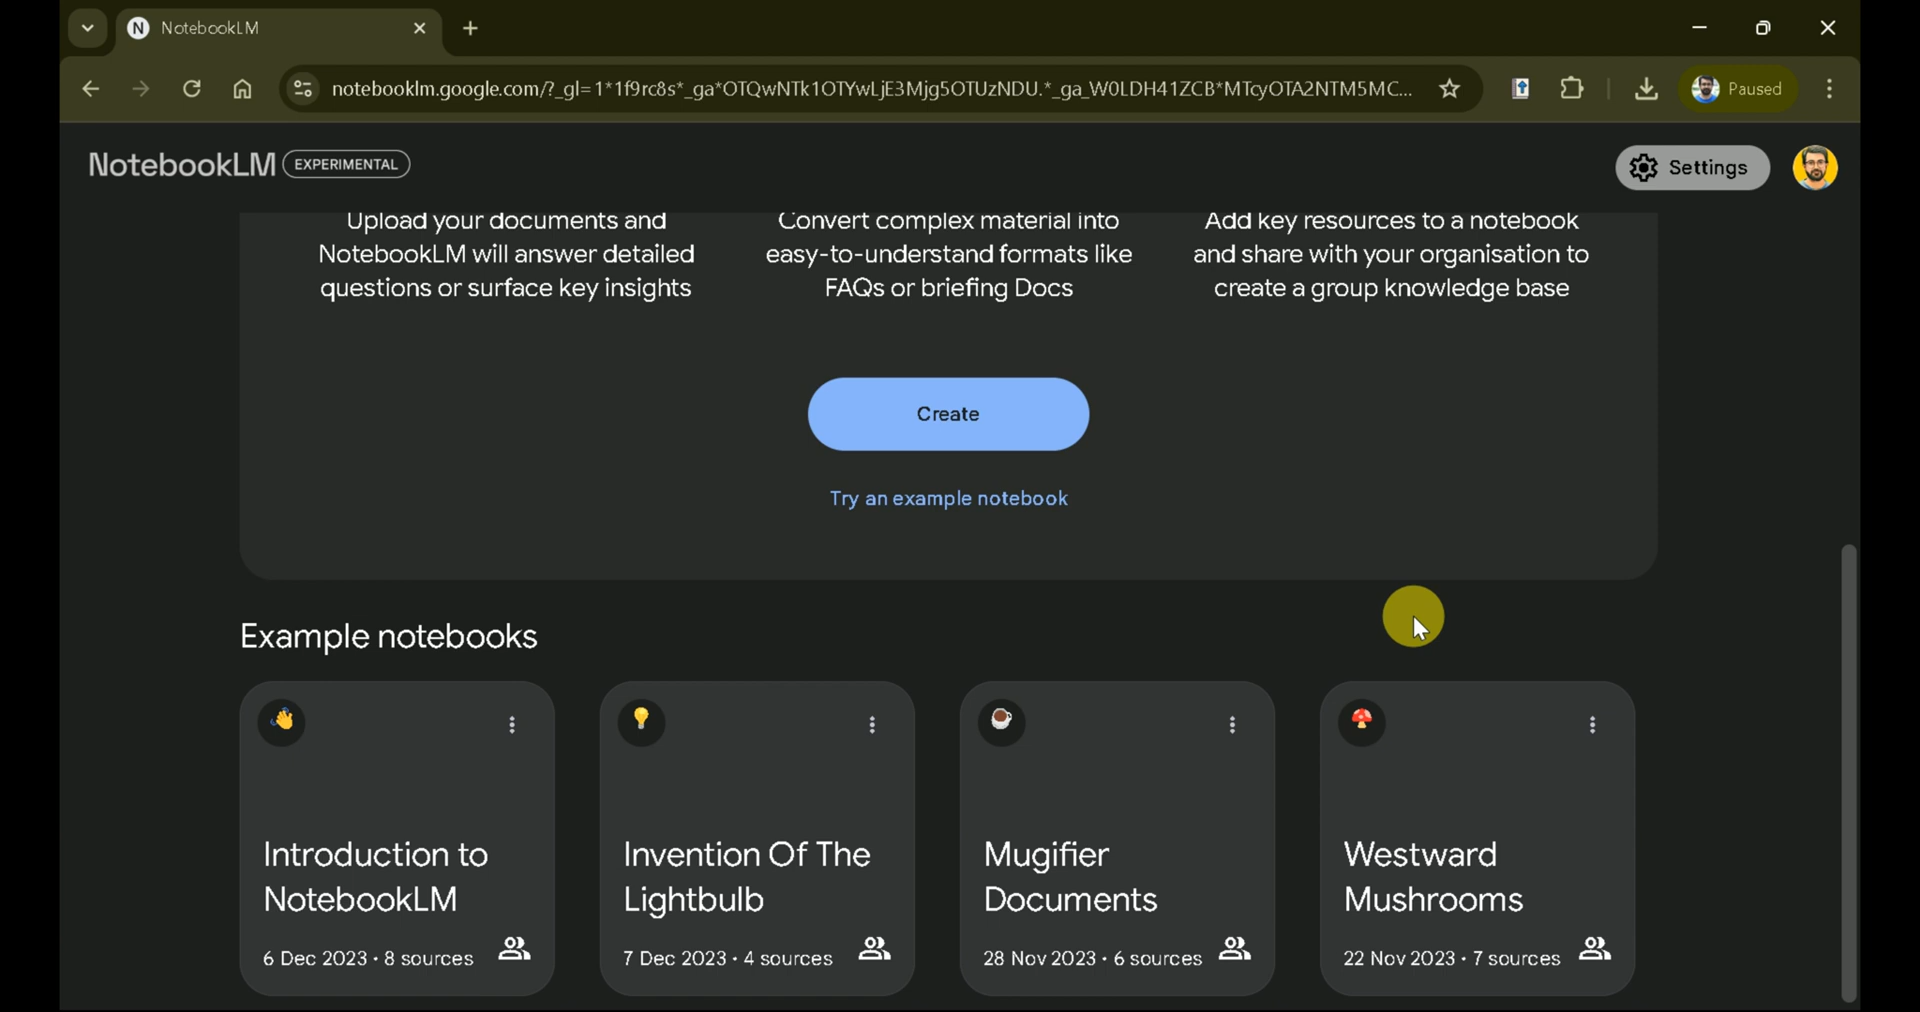 NotebookLM
notebooklm.google.com/?_gl=1*1f9rc8s*_ga*OTQwNTk1OTYwLjE3Mjg5OTUzNDU.*_ga_W0LDH41ZCB*MTcyOTA2NTM5MC...
Paused
NotebookLM EXPERIMENTAL
Settings
Upload your documents and
NotebookLM will answer detailed
questions or surface key insights
Convert complex material into
easy-to-understand formats like
FAQs or briefing Docs
Add key resources to a notebook
and share with your organisation to
create a group knowledge base
Create
Try an example notebook
Example notebooks
Introduction to
NotebookLM
6 Dec 2023 • 8 sources
Invention Of The
Lightbulb
7 Dec 2023 • 4 sources
Mugifier
Documents
28 Nov 2023 • 6 sources
Westward
Mushrooms
22 Nov 2023 • 7 sources